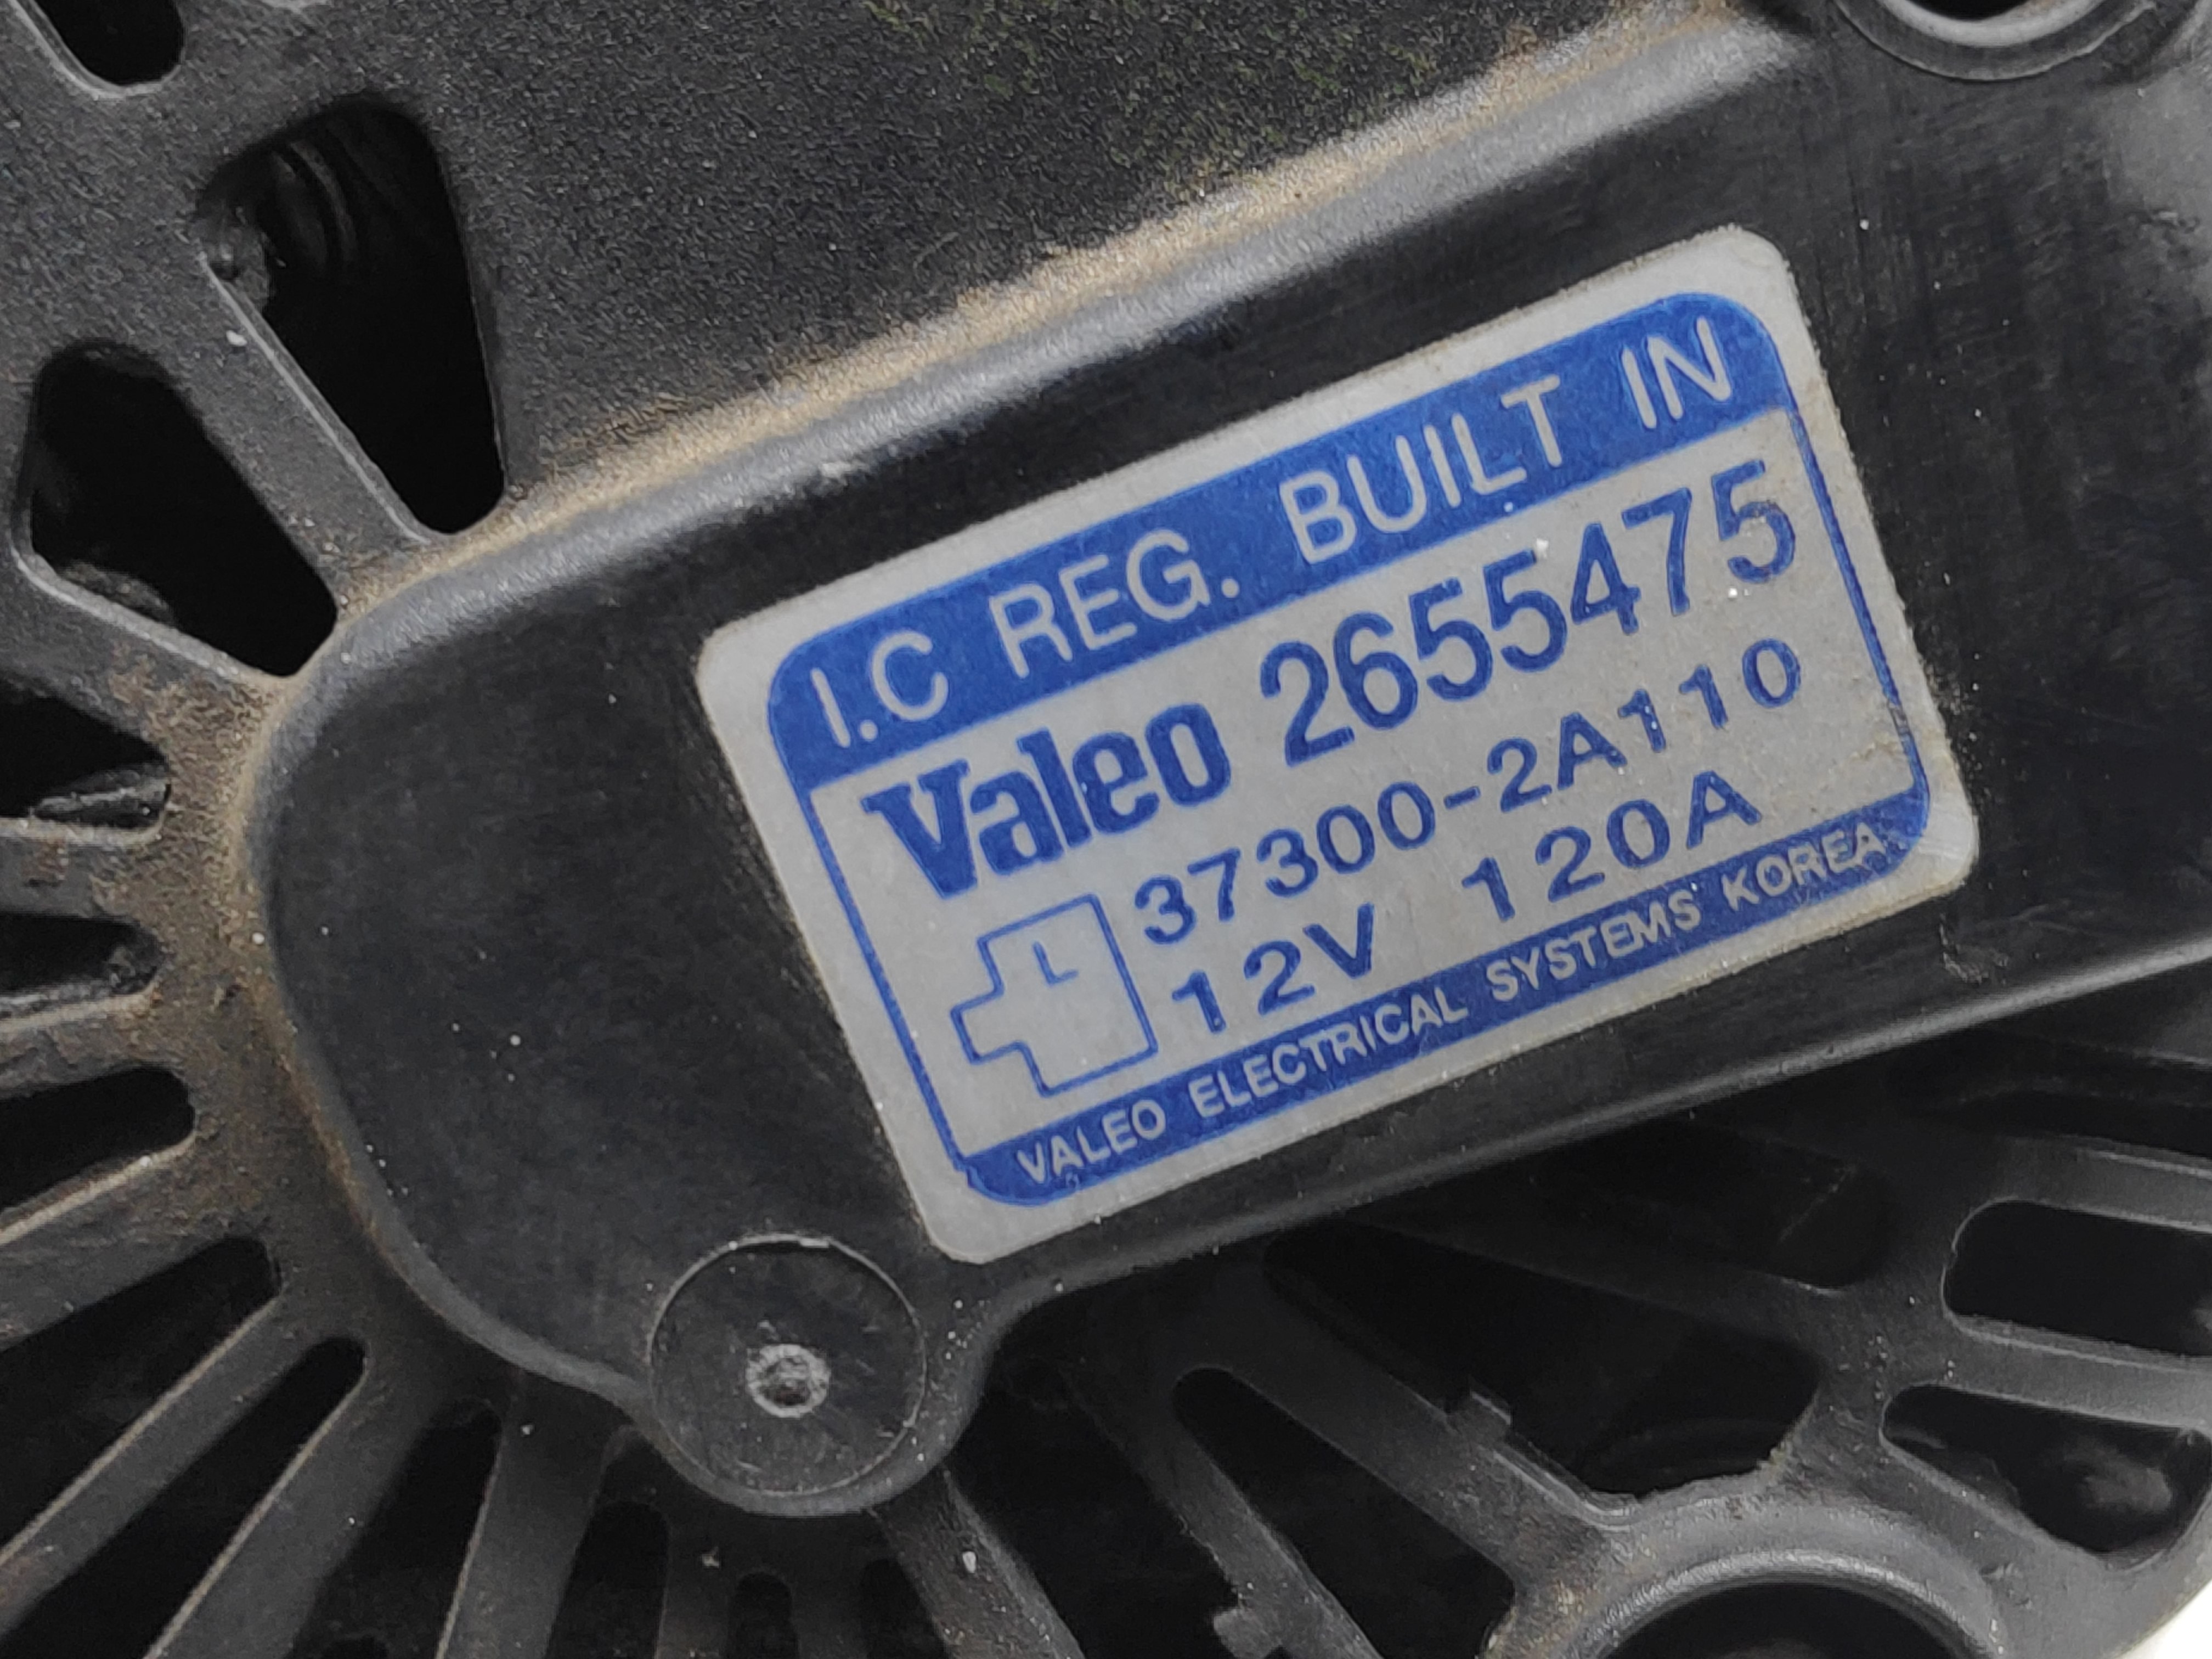 I.C REG. BUILT IN
Valeo 2655475
37300-2A110
L
12V 120A
VALEO ELECTRICAL SYSTEMS KOREA